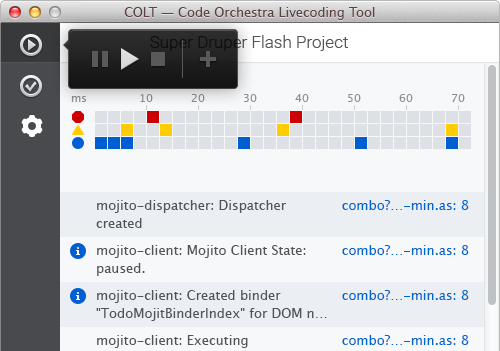 COLT — Code Orchestra Livecoding Tool
Super Druper Flash Project
ms 10 20 30 40 50 60 70
mojito-dispatcher: Dispatcher combo?...-min.as: 8
created
mojito-client: Mojito Client State: combo?...-min.as: 8
paused.
mojito-client: Created binder combo?...-min.as: 8
"TodoMojitBinderIndex" for DOM n...
mojito-client: Executing combo?...-min.as: 8